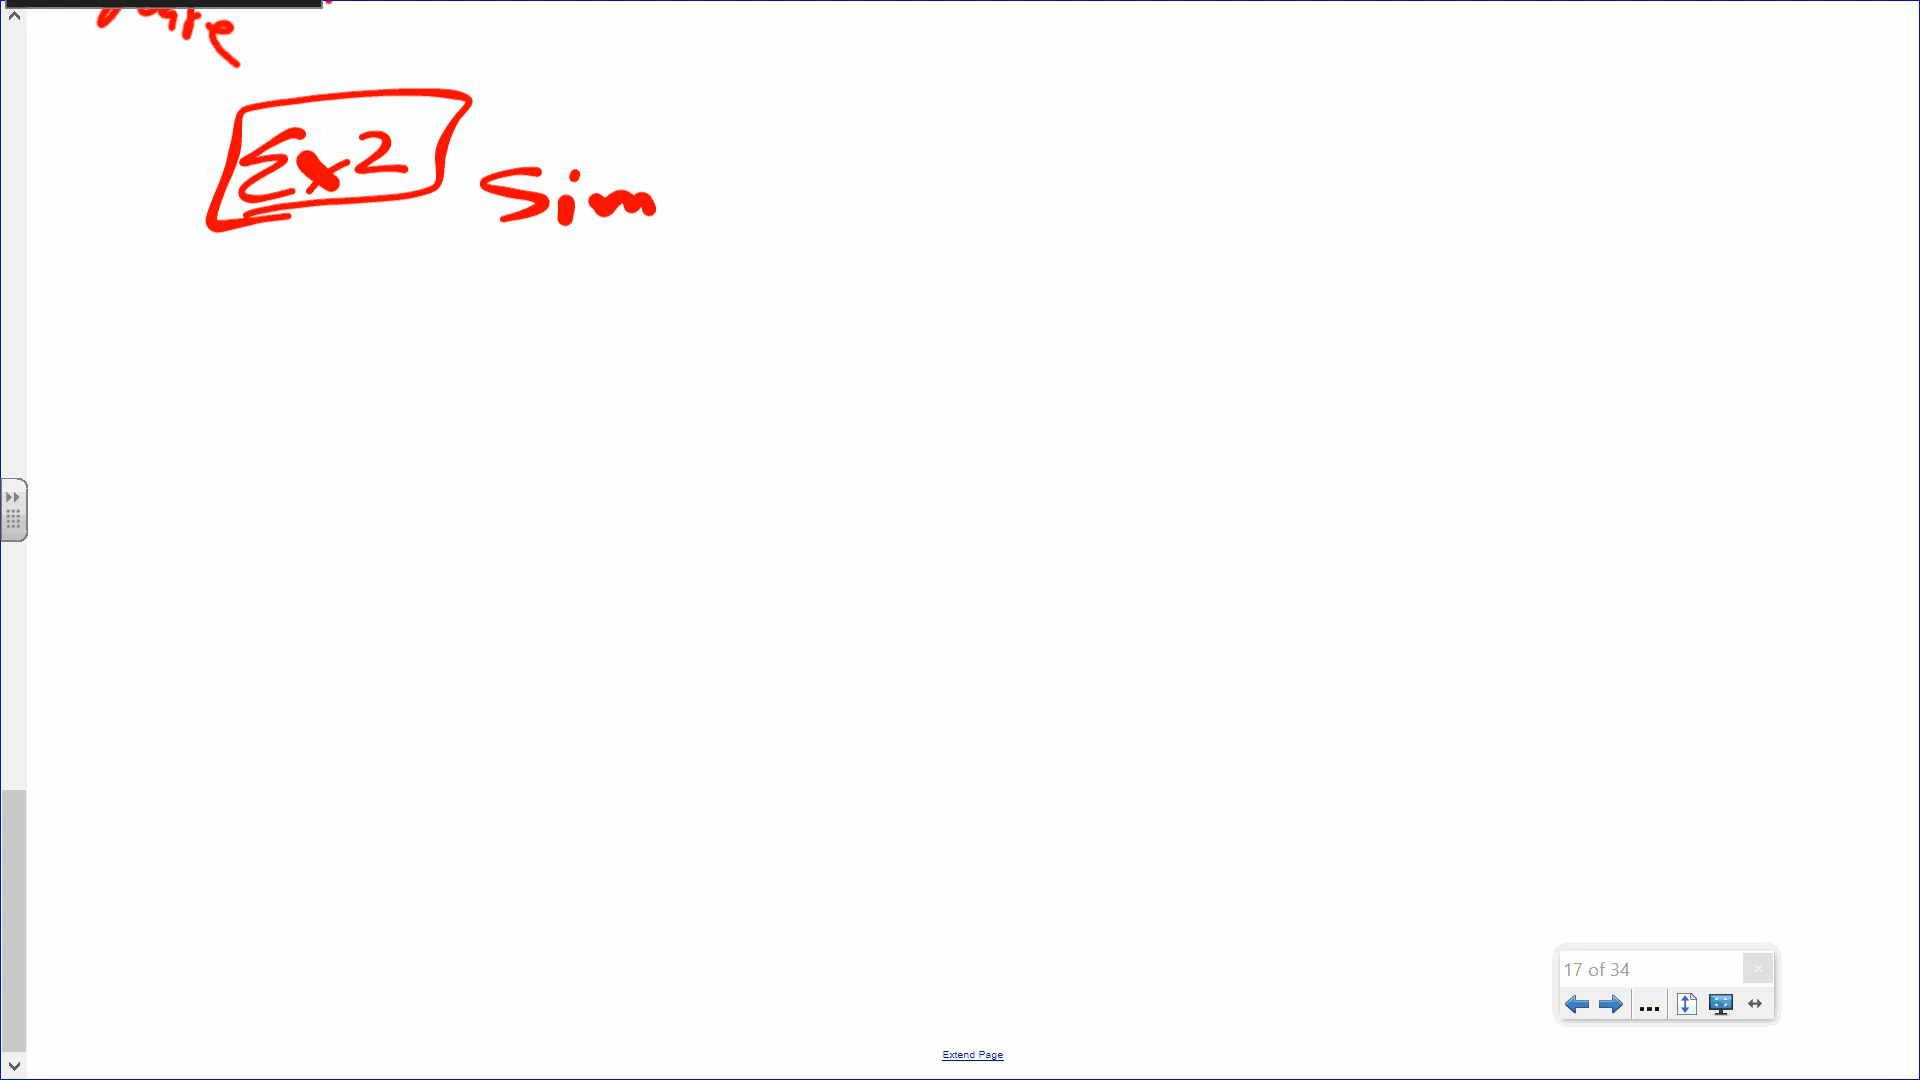 Ex2 Sim
17 of 34
Extend Page